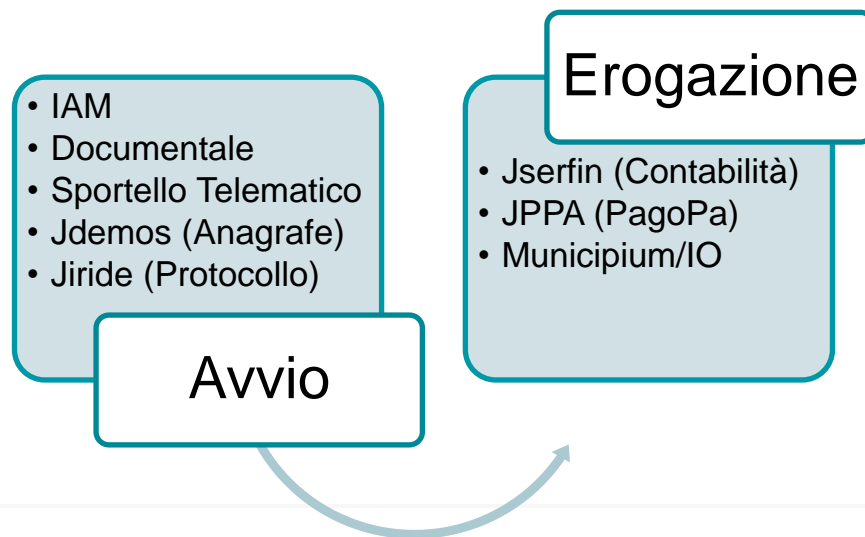 • IAM
• Documentale
• Sportello Telematico
• Jdemos (Anagrafe)
• Jiride (Protocollo)
Avvio
Erogazione
• Jserfin (Contabilità)
• JPPA (PagoPa)
• Municipium/IO